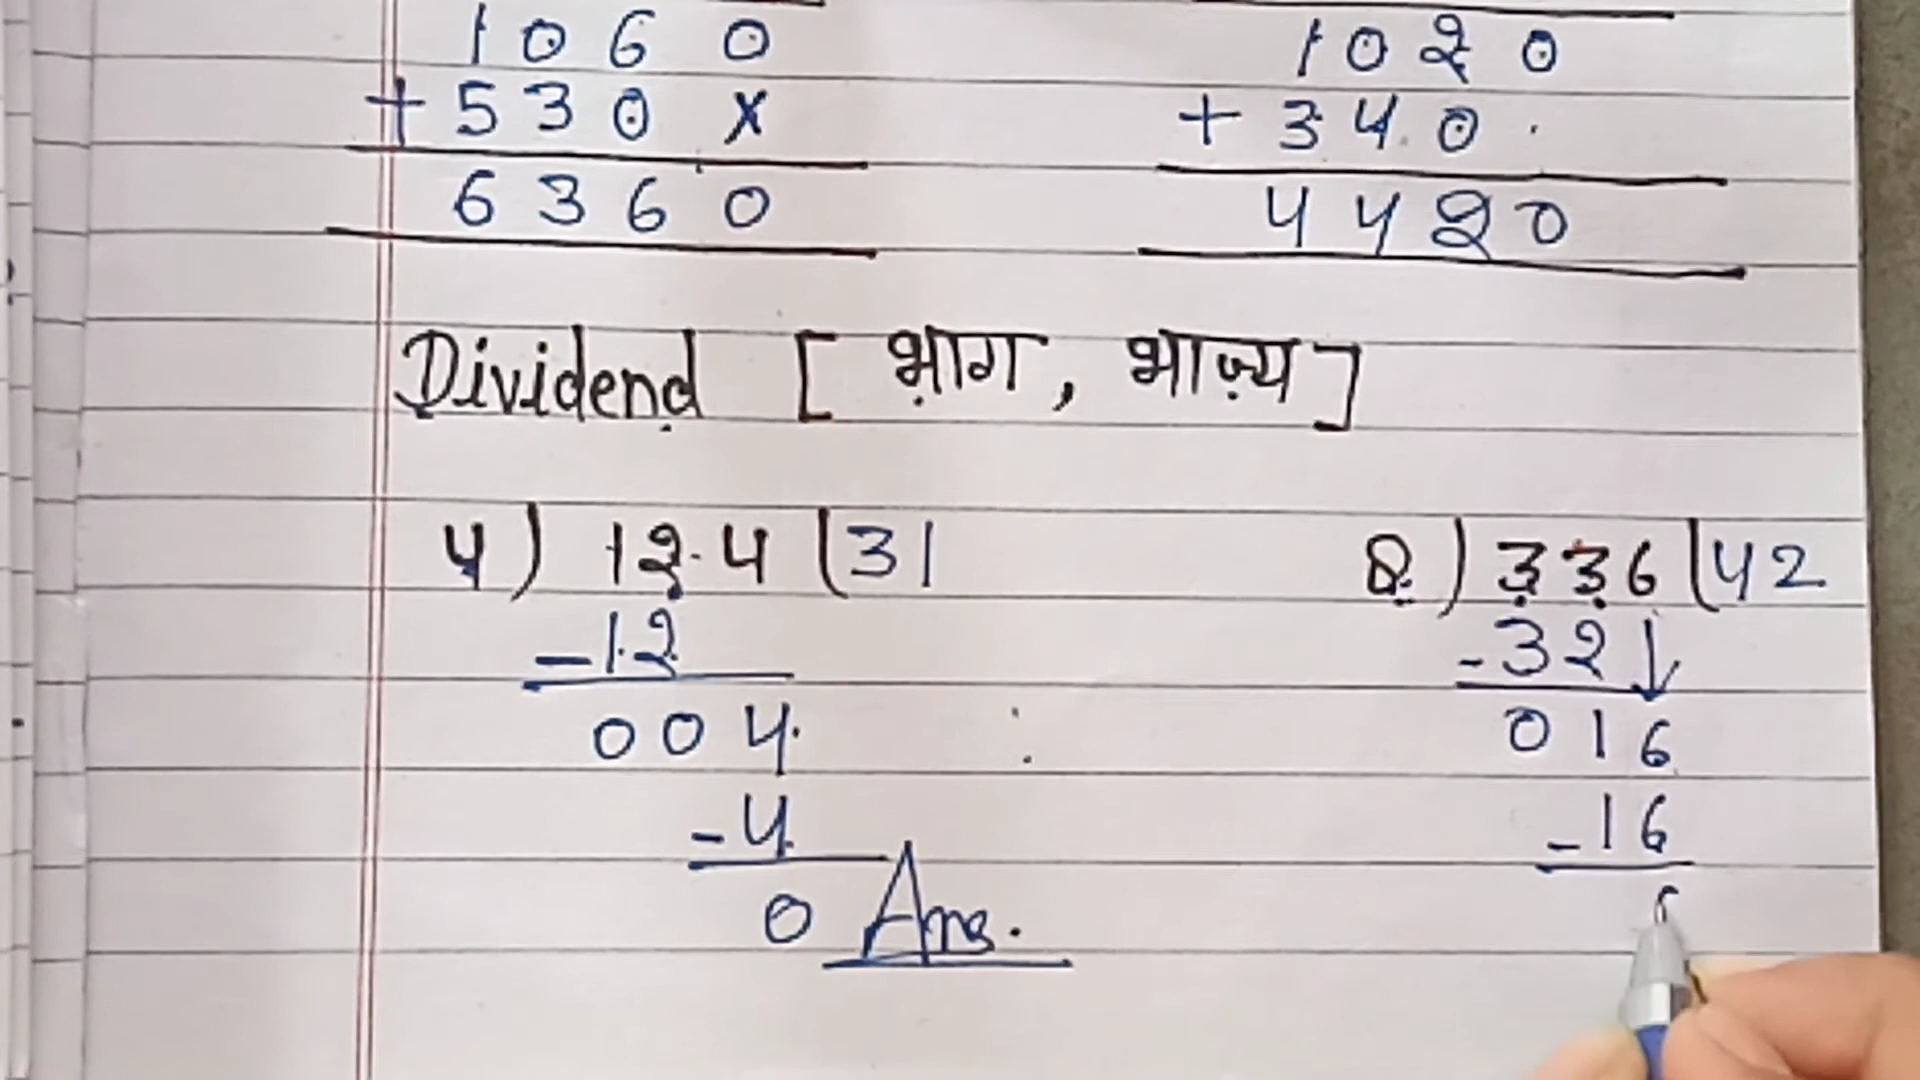 1060 1020
+530x +340.
6360 4420
Dividend [ भाग, भाज्य ]
4) 124 (31 8) 336 (42
-12 -32↓
004 016
-4 -16
0 Ans.